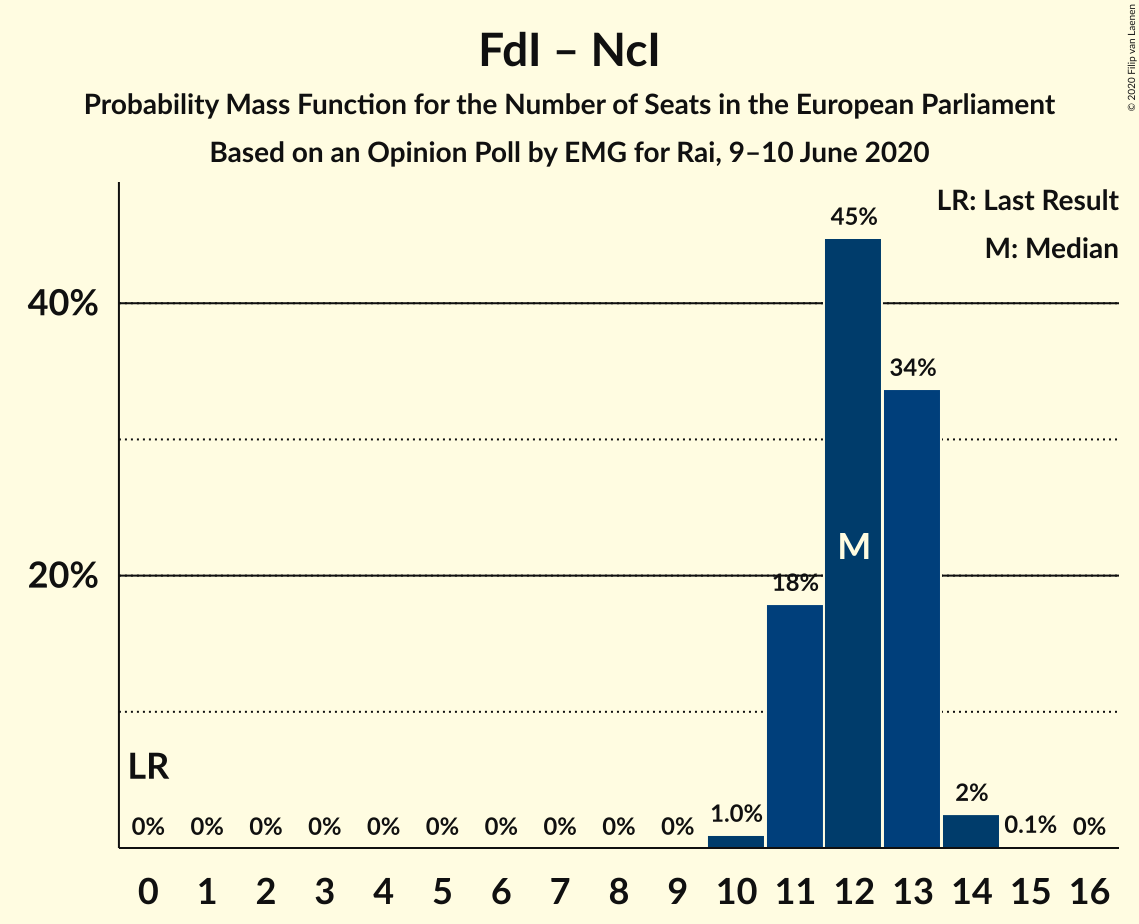 FdI – NcI
Probability Mass Function for the Number of Seats in the European Parliament
Based on an Opinion Poll by EMG for Rai, 9–10 June 2020
© 2020 Filip van Laenen
LR: Last Result
M: Median
40%
20%
LR
0% 0% 0% 0% 0% 0% 0% 0% 0% 0% 1.0% 18% 45% 34% 2% 0.1% 0%
M
0 1 2 3 4 5 6 7 8 9 10 11 12 13 14 15 16